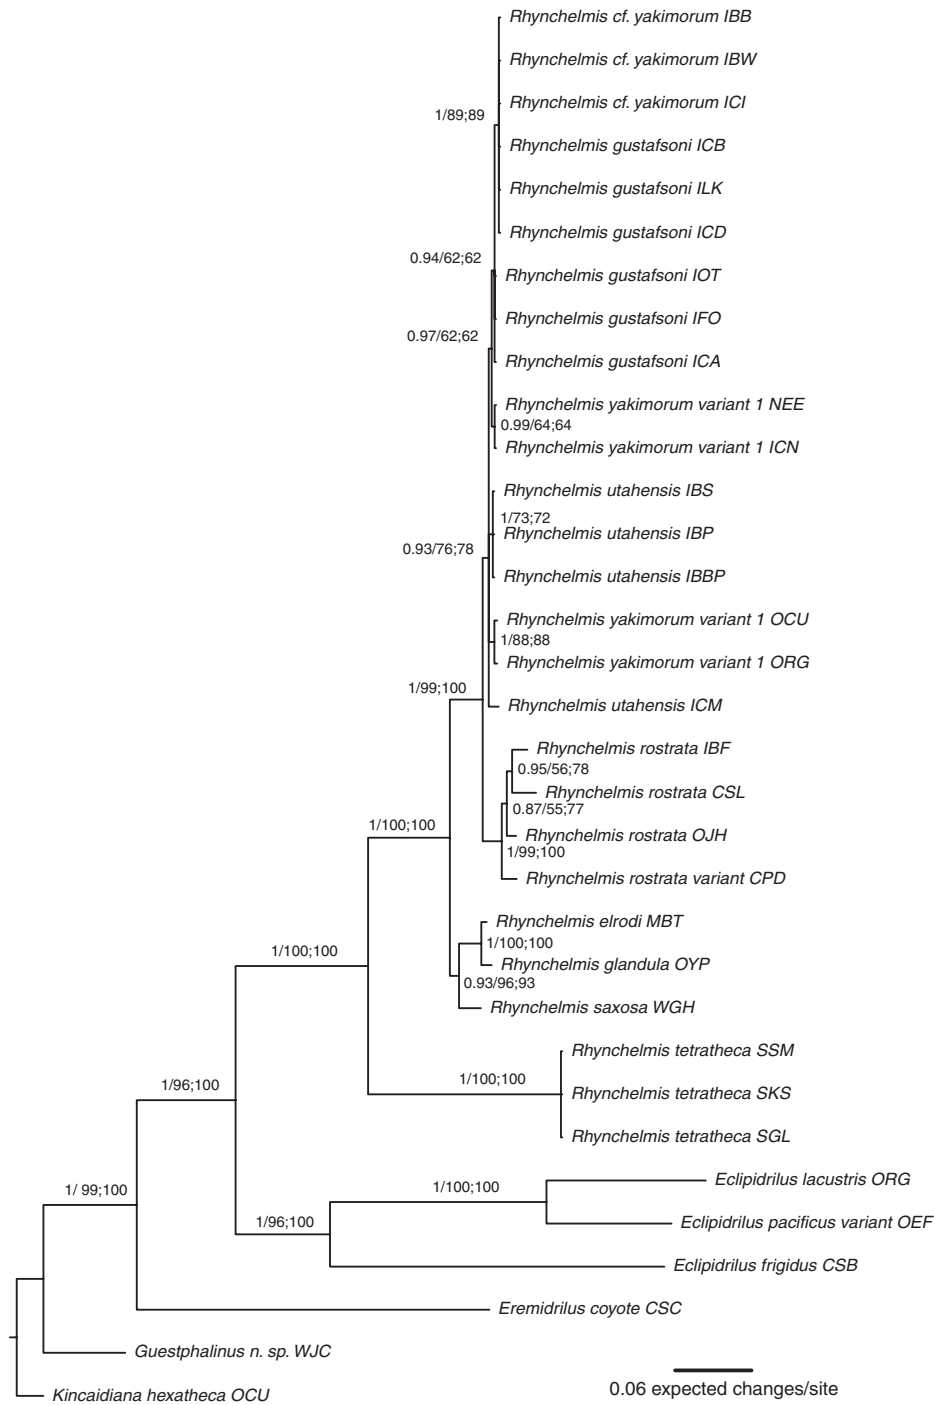 Rhynchelmis cf. yakimorum IBB
Rhynchelmis cf. yakimorum IBW
Rhynchelmis cf. yakimorum ICI
1/89;89
Rhynchelmis gustafsoni ICB
Rhynchelmis gustafsoni ILK
Rhynchelmis gustafsoni ICD
0.94/62;62
Rhynchelmis gustafsoni IOT
Rhynchelmis gustafsoni IFO
0.97/62;62
Rhynchelmis gustafsoni ICA
Rhynchelmis yakimorum variant 1 NEE
0.99/64;64
Rhynchelmis yakimorum variant 1 ICN
Rhynchelmis utahensis IBS
1/73;72
Rhynchelmis utahensis IBP
0.93/76;78
Rhynchelmis utahensis IBBP
Rhynchelmis yakimorum variant 1 OCU
1/88;88
Rhynchelmis yakimorum variant 1 ORG
1/99;100
Rhynchelmis utahensis ICM
Rhynchelmis rostrata IBF
0.95/56;78
Rhynchelmis rostrata CSL
0.87/55;77
1/100;100
Rhynchelmis rostrata OJH
1/99;100
Rhynchelmis rostrata variant CPD
Rhynchelmis elrodi MBT
1/100;100
1/100;100
Rhynchelmis glandula OYP
0.93/96;93
Rhynchelmis saxosa WGH
Rhynchelmis tetratheca SSM
1/100;100
1/96;100
Rhynchelmis tetratheca SKS
Rhynchelmis tetratheca SGL
Eclipidrilus lacustris ORG
1/100;100
1/ 99;100
1/96;100
Eclipidrilus pacificus variant OEF
Eclipidrilus frigidus CSB
Eremidrilus coyote CSC
Guestphalinus n. sp. WJC
0.06 expected changes/site
Kincaidiana hexatheca OCU